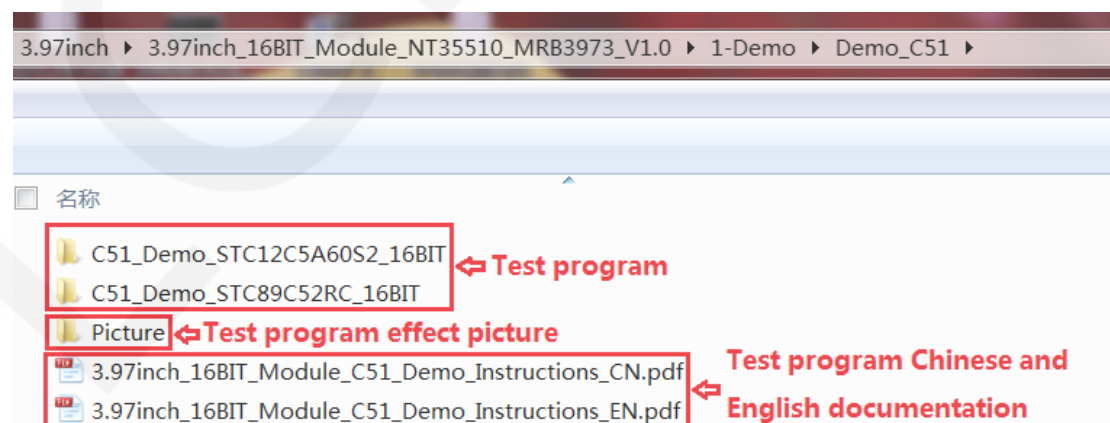 3.97inch ▸ 3.97inch_16BIT_Module_NT35510_MRB3973_V1.0 ▸ 1-Demo ▸ Demo_C51 ▸
名称
C51_Demo_STC12C5A60S2_16BIT
Test program
C51_Demo_STC89C52RC_16BIT
Picture
Test program effect picture
3.97inch_16BIT_Module_C51_Demo_Instructions_CN.pdf
3.97inch_16BIT_Module_C51_Demo_Instructions_EN.pdf
Test program Chinese and
English documentation